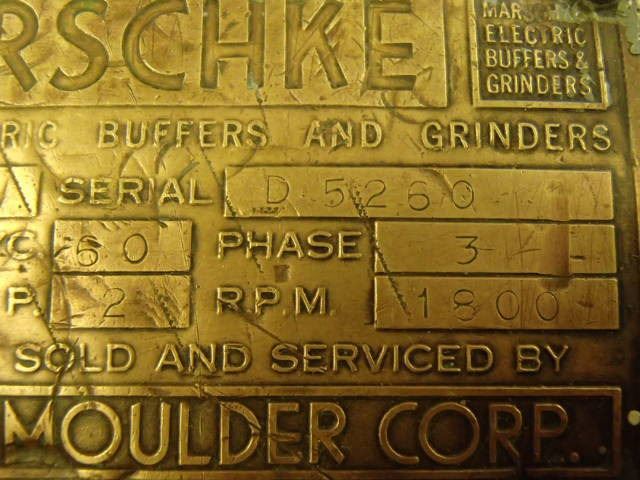 RSCHKE
MARSCHKE
ELECTRIC
BUFFERS &
GRINDERS
RIC BUFFERS AND GRINDERS
A SERIAL D 5260
C 60 PHASE 3
P. 2 R.P.M. 1800
SOLD AND SERVICED BY
MOULDER CORP.